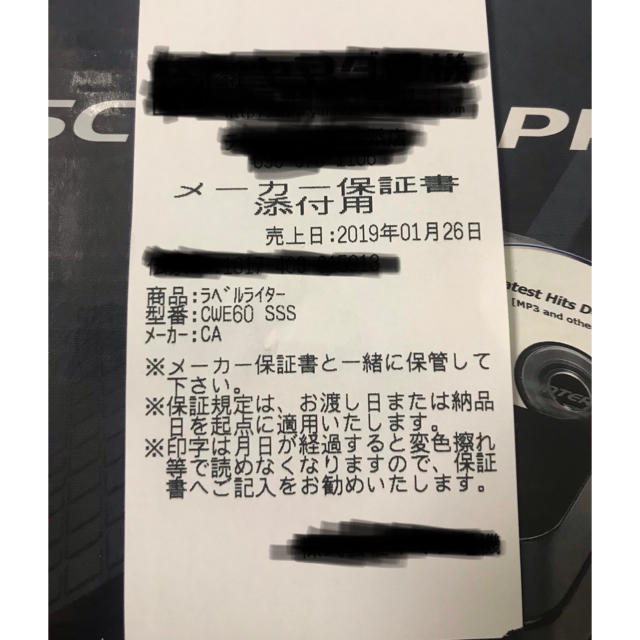 SC
メーカー保証書
添付用
売上日:2019年01月26日
商品:ﾗﾍﾞﾙﾗｲﾀｰ
型番:CWE60 SSS
ﾒｰｶｰ:CA
※メーカー保証書と一緒に保管して
下さい。
※保証規定は、お渡し日または納品
日を起点に適用いたします。
※印字は月日が経過すると変色擦れ
等で読めなくなりますので、保証
書へご記入をお勧めいたします。
atest Hits D
[MP3 and othe